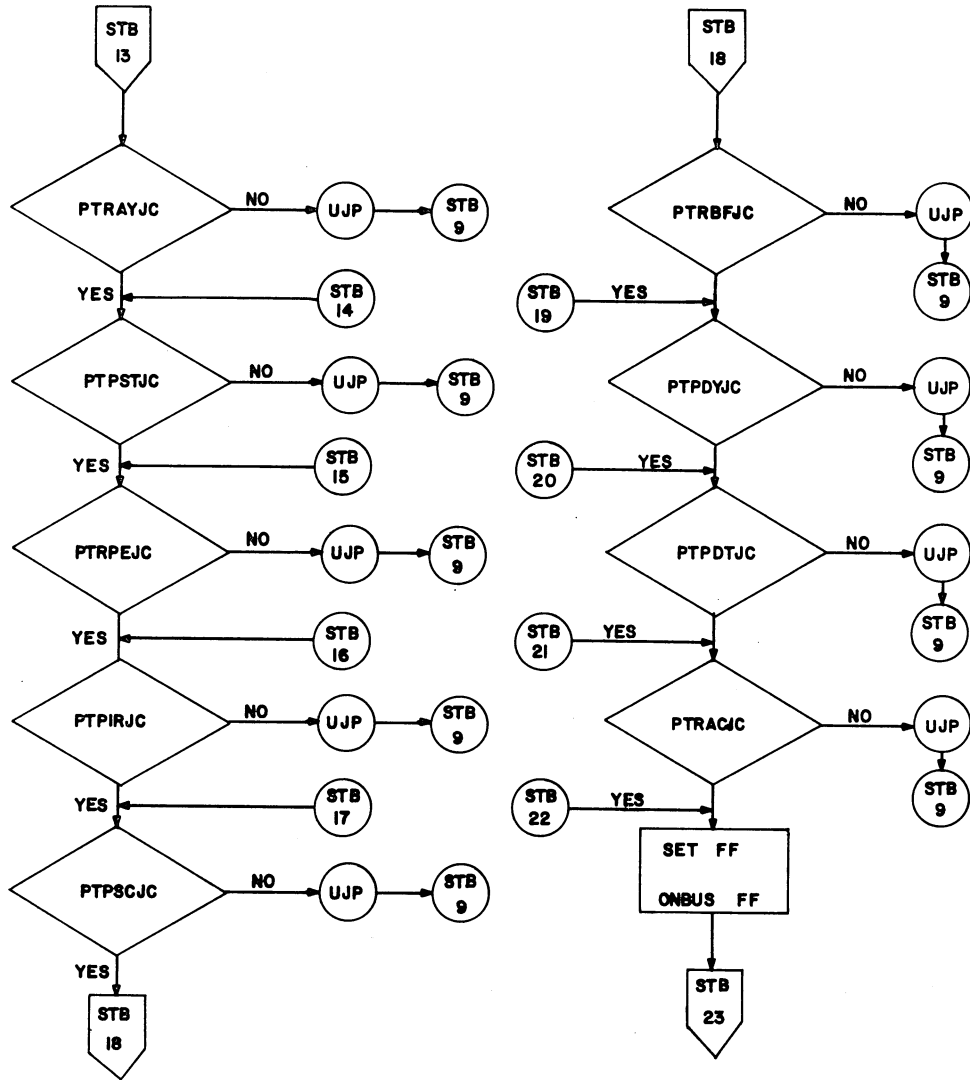 STB
13
PTRAYJC
NO
UJP
STB
9
YES
STB
14
PTPSTJC
NO
UJP
STB
9
YES
STB
15
PTRPEJC
NO
UJP
STB
9
YES
STB
16
PTPIRJC
NO
UJP
STB
9
YES
STB
17
PTPSCJC
NO
UJP
STB
9
YES
STB
18
STB
18
PTRBFJC
NO
UJP
STB
9
STB
19
YES
PTPDYJC
NO
UJP
STB
9
STB
20
YES
PTPDTJC
NO
UJP
STB
9
STB
21
YES
PTRACJC
NO
UJP
STB
9
STB
22
YES
SET FF
ONBUS FF
STB
23